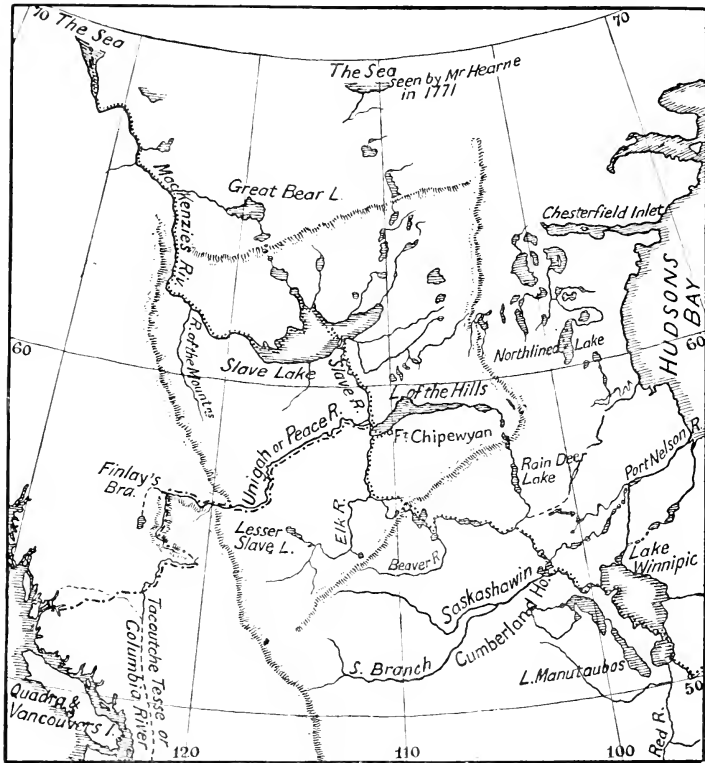 70
70
The Sea
The Sea
seen by Mr Hearne
in 1771
Mackenzies Riv.
Great Bear L.
Chesterfield Inlet
HUDSONS
BAY
R. of the Mountns
60
60
Slave Lake
Slave R.
Northlined Lake
L. of the Hills
Ft Chipewyan
Unigah or Peace R.
Rain Deer
Lake
Port Nelson R.
Finlay's
Bra.
Lesser
Slave L.
Elk R.
Beaver R.
Lake
Winnipic
Saskashawin
Cumberland Ho.
S. Branch
L. Manutaubas
50
Tacoutche Tesse or
Columbia River
Quadra &
Vancouvers I.
120
110
100
Red R.